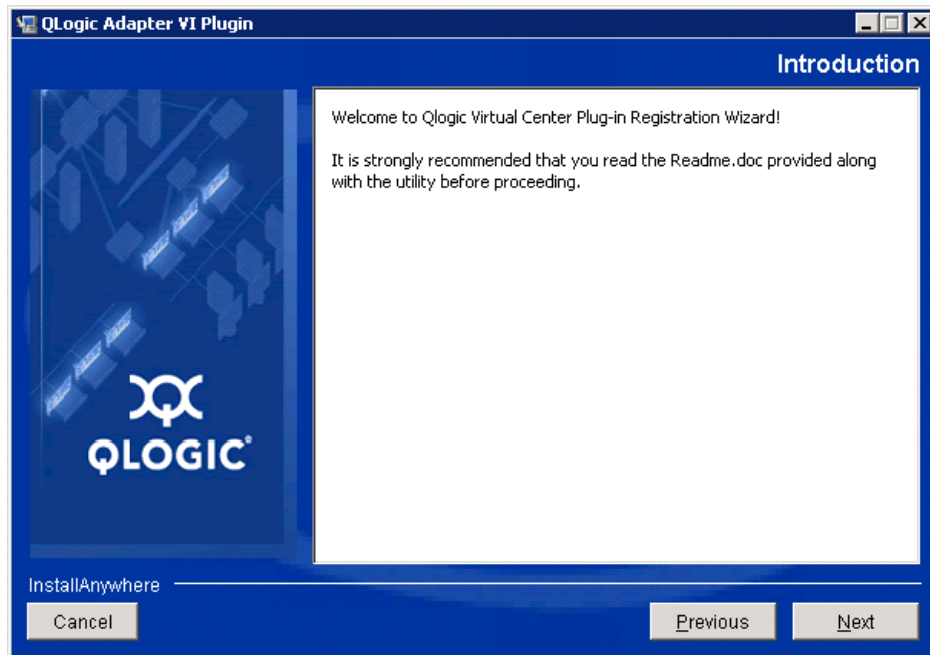 QLogic Adapter VI Plugin
Introduction
Welcome to Qlogic Virtual Center Plug-in Registration Wizard!
It is strongly recommended that you read the Readme.doc provided along
with the utility before proceeding.
QLOGIC®
InstallAnywhere
Cancel
Previous
Next